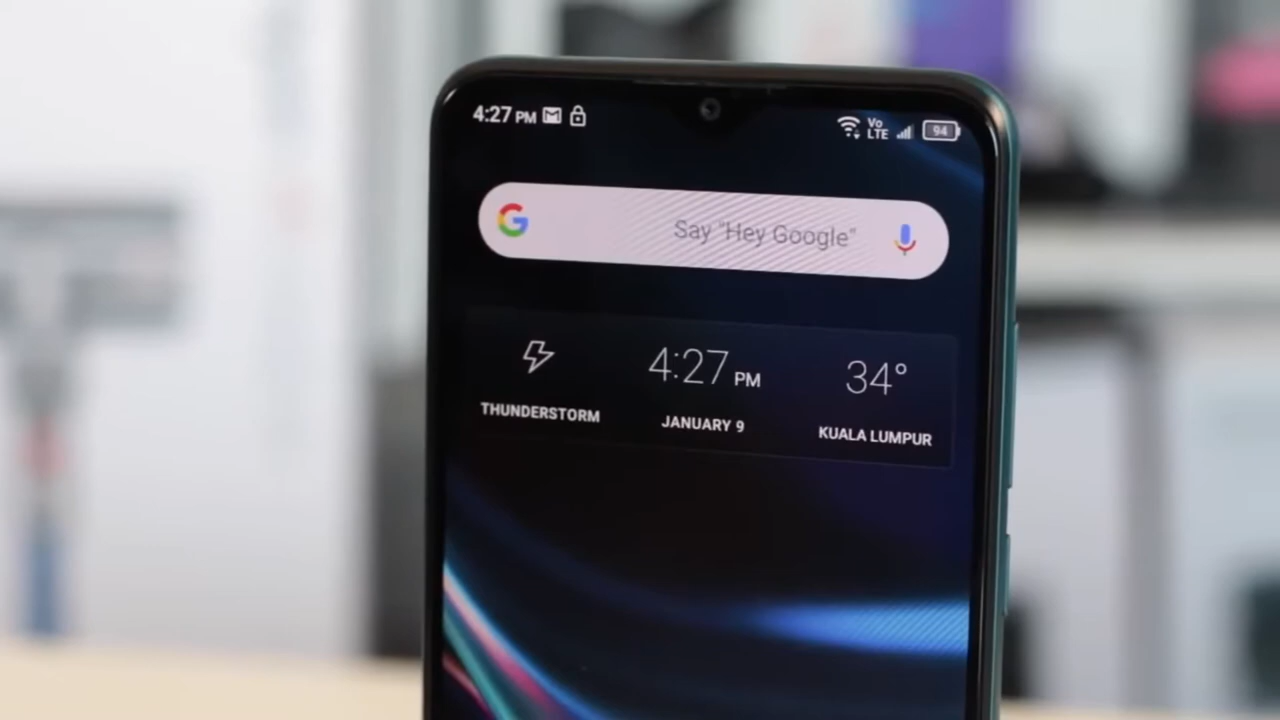 4:27 PM
Vo
LTE
94
G
Say "Hey Google"
4:27 PM
34°
THUNDERSTORM
JANUARY 9
KUALA LUMPUR